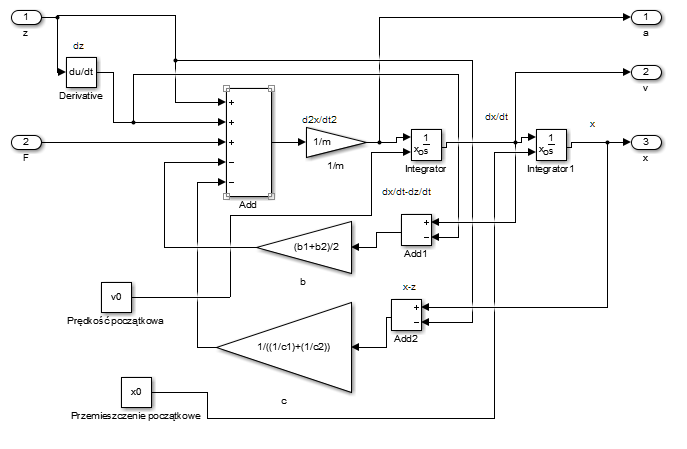 1
z
dz
du/dt
Derivative
2
F
+
+
+
−
−
Add
d2x/dt2
1/m
1/m
1
s
xo
Integrator
dx/dt
1
s
xo
Integrator1
x
1
a
2
v
3
x
dx/dt-dz/dt
+
−
Add1
(b1+b2)/2
b
v0
Prędkość początkowa
x-z
+
−
Add2
1/((1/c1)+(1/c2))
c
x0
Przemieszczenie początkowe